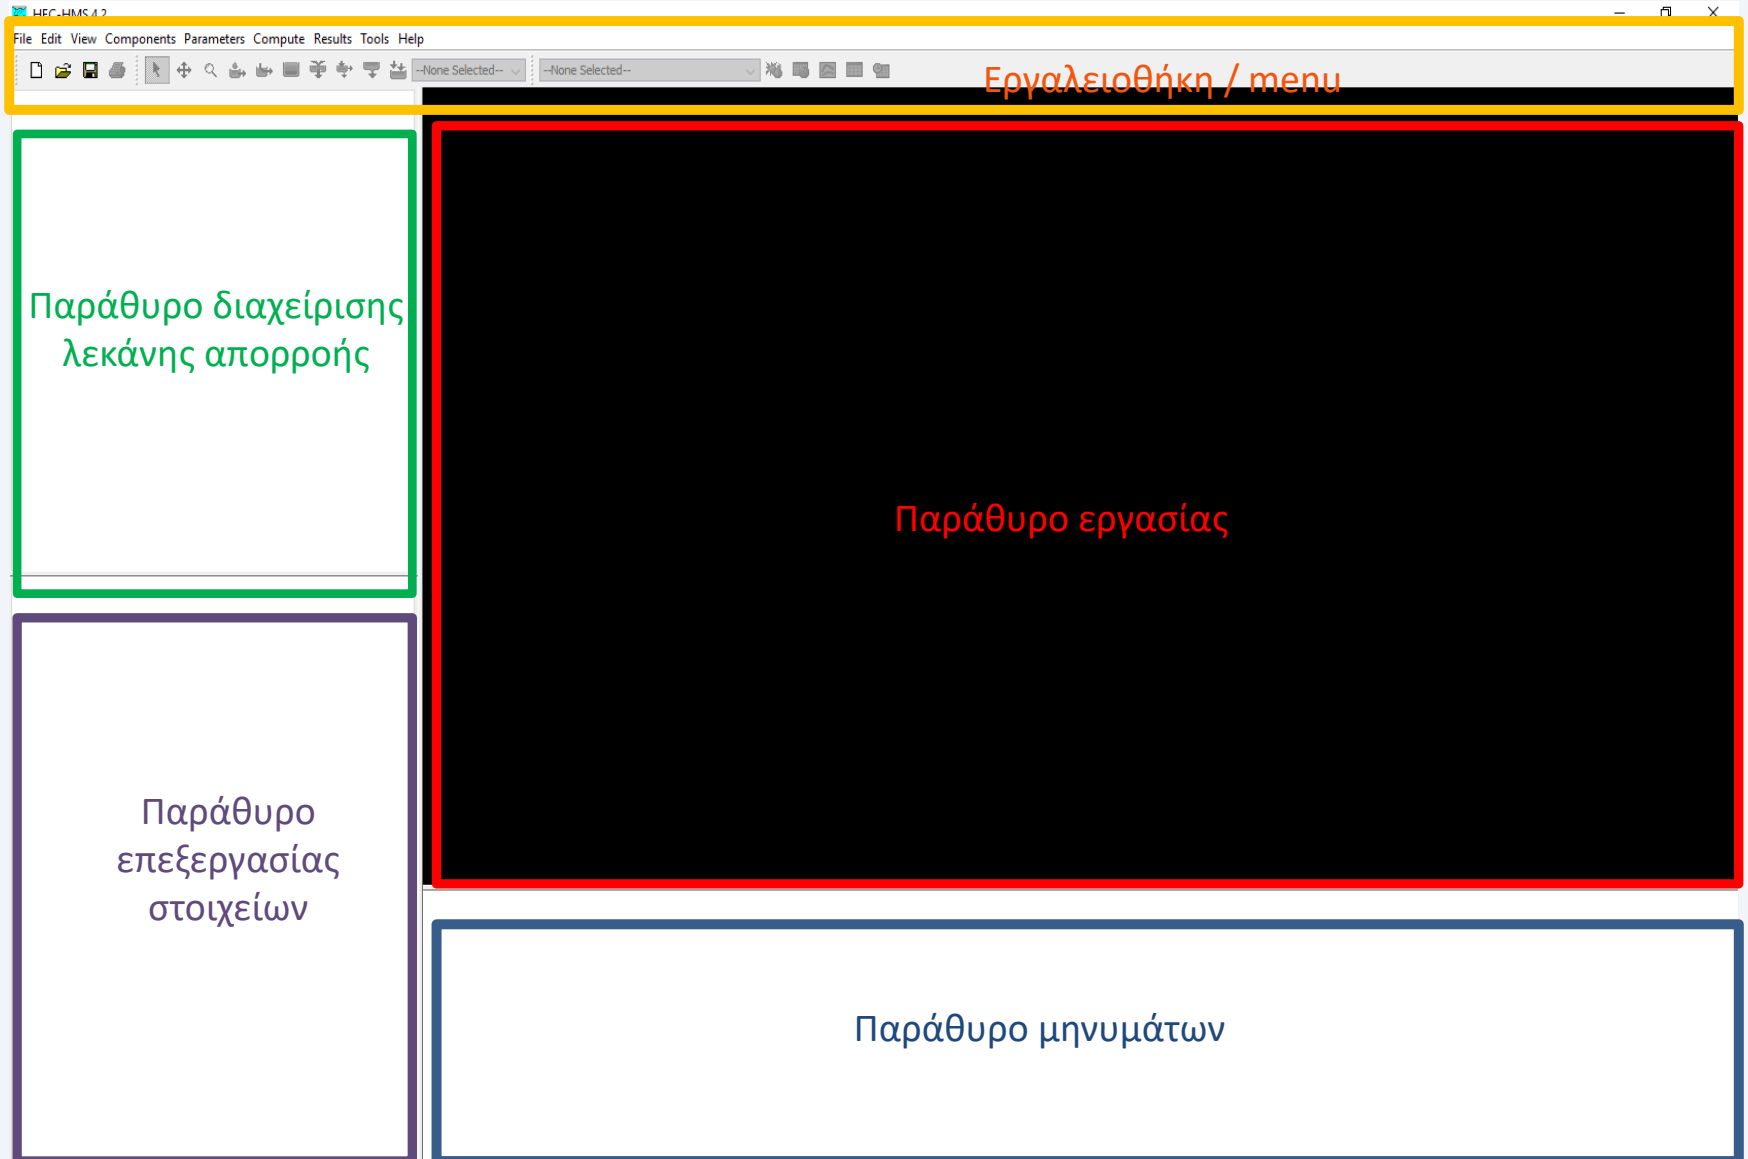 HEC-HMS 4.2
File Edit View Components Parameters Compute Results Tools Help
--None Selected-- --None Selected--
Εργαλειοθήκη / menu
Παράθυρο διαχείρισης
λεκάνης απορροής
Παράθυρο εργασίας
Παράθυρο
επεξεργασίας
στοιχείων
Παράθυρο μηνυμάτων